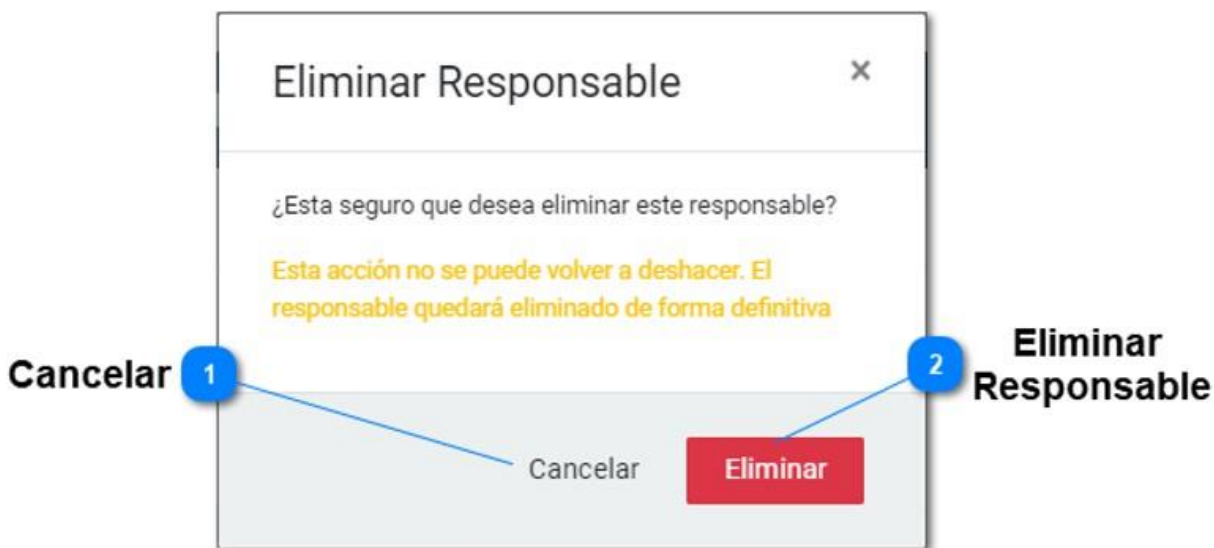 Eliminar Responsable ×
¿Esta seguro que desea eliminar este responsable?
Esta acción no se puede volver a deshacer. El
responsable quedará eliminado de forma definitiva
Cancelar 1
2 Eliminar
Responsable
Cancelar Eliminar